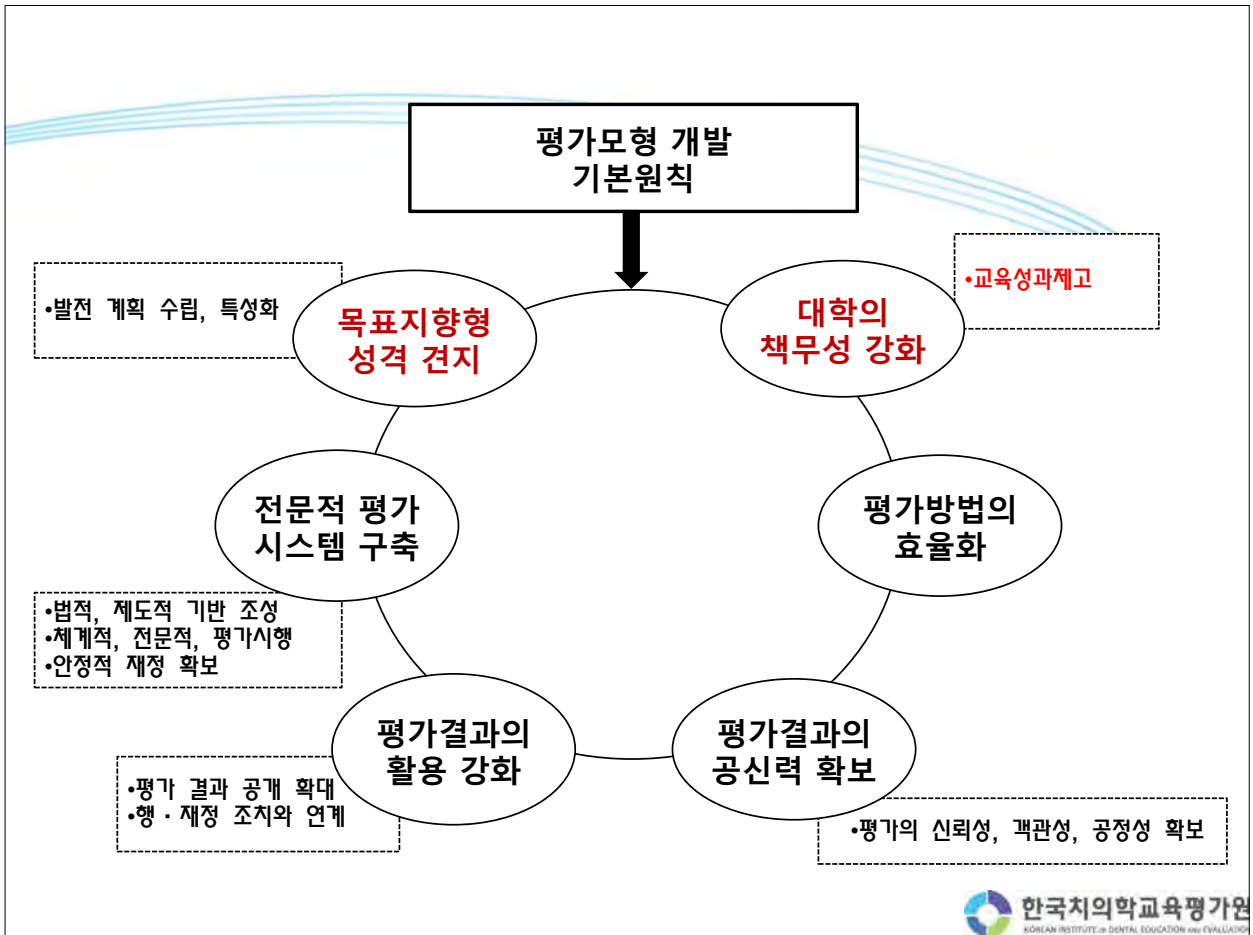 평가모형 개발
기본원칙
•발전 계획 수립, 특성화
목표지향형
성격 견지
대학의
책무성 강화
•교육성과제고
전문적 평가
시스템 구축
평가방법의
효율화
•법적, 제도적 기반 조성
•체계적, 전문적, 평가시행
•안정적 재정 확보
평가결과의
활용 강화
평가결과의
공신력 확보
•평가 결과 공개 확대
•행·재정 조치와 연계
•평가의 신뢰성, 객관성, 공정성 확보
한국치의학교육평가원
KOREAN INSTITUTE OF DENTAL EDUCATION AND EVALUATION